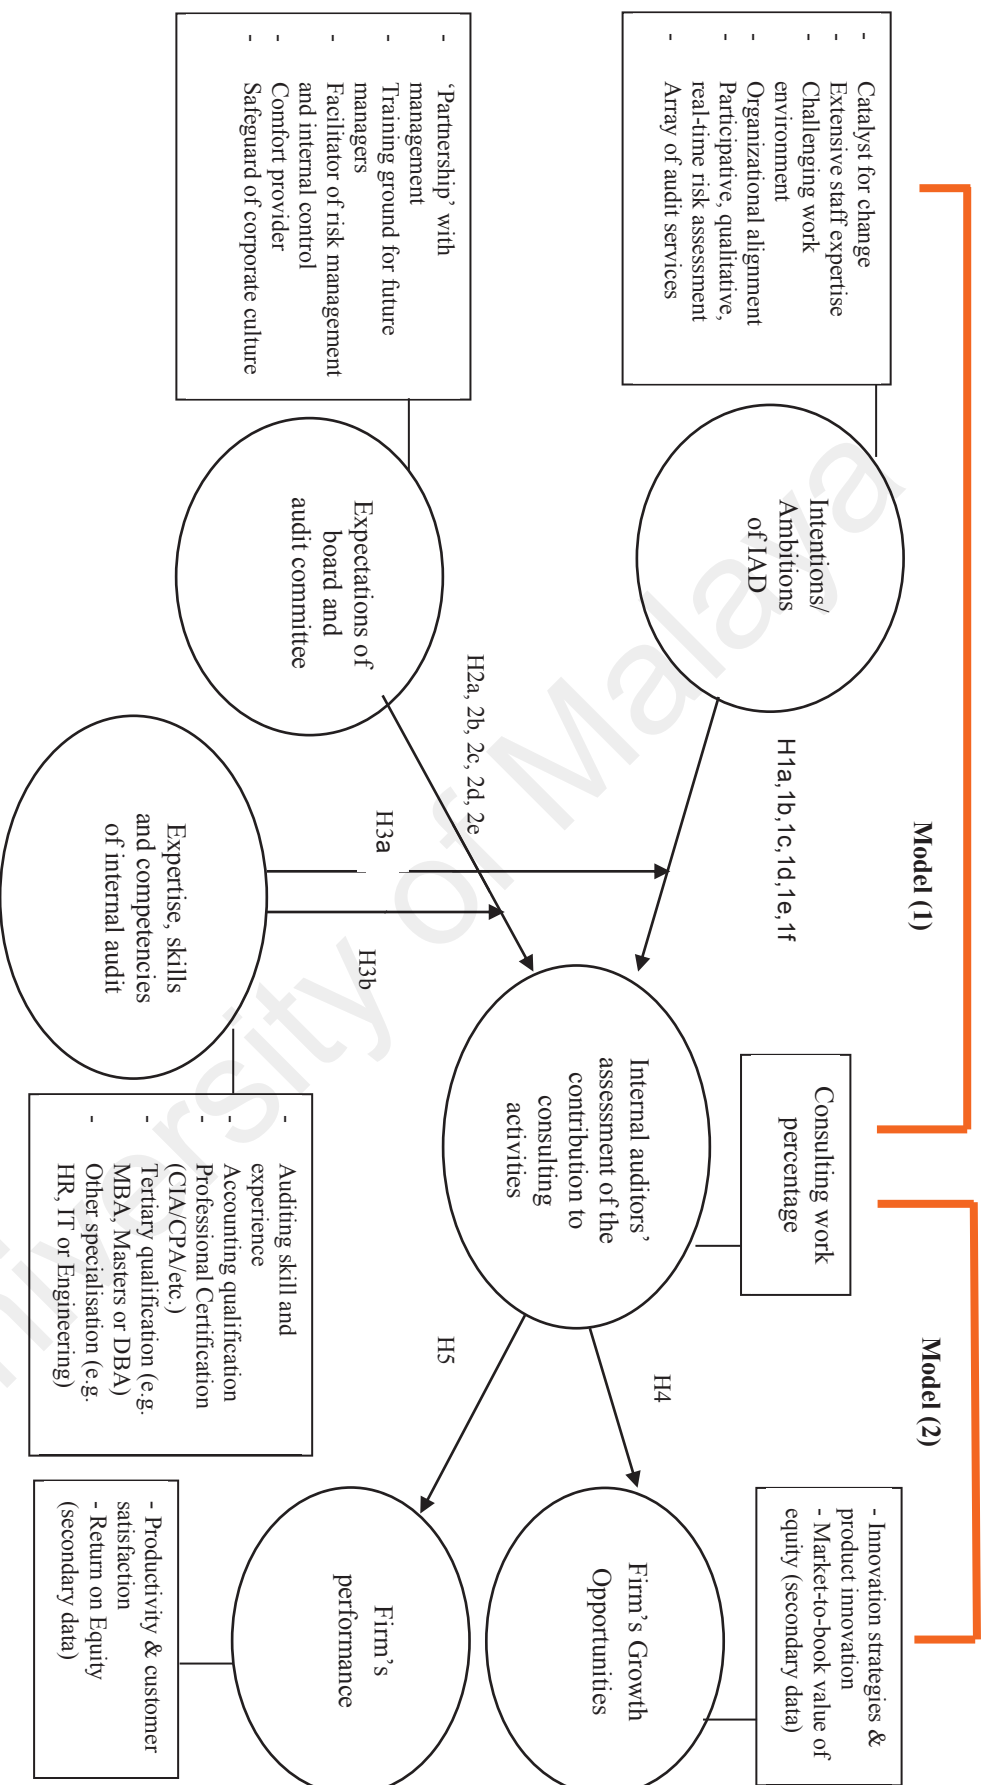 Model (1)
Model (2)
- Catalyst for change
- Extensive staff expertise
- Challenging work
environment
- Organizational alignment
- Participative, qualitative,
real-time risk assessment
- Array of audit services
Intentions/
Ambitions
of IAD
H1a,1b,1c,1d,1e,1f
Consulting work
percentage
- Innovation strategies &
product innovation
- Market-to-book value of
equity (secondary data)
- ‘Partnership’ with
management
- Training ground for future
managers
- Facilitator of risk management
and internal control
- Comfort provider
- Safeguard of corporate culture
Expectations of
board and
audit committee
H2a, 2b, 2c, 2d, 2e
Internal auditors’
assessment of the
contribution to
consulting
activities
H4
Firm’s Growth
Opportunities
H3a
H3b
H5
Firm’s
performance
Expertise, skills
and competencies
of internal audit
- Auditing skill and
experience
- Accounting qualification
- Professional Certification
(CIA/CPA/etc.)
- Tertiary qualification (e.g.
MBA, Masters or DBA)
- Other specialisation (e.g.
HR, IT or Engineering)
- Productivity & customer
satisfaction
- Return on Equity
(secondary data)
niversity of Malaya